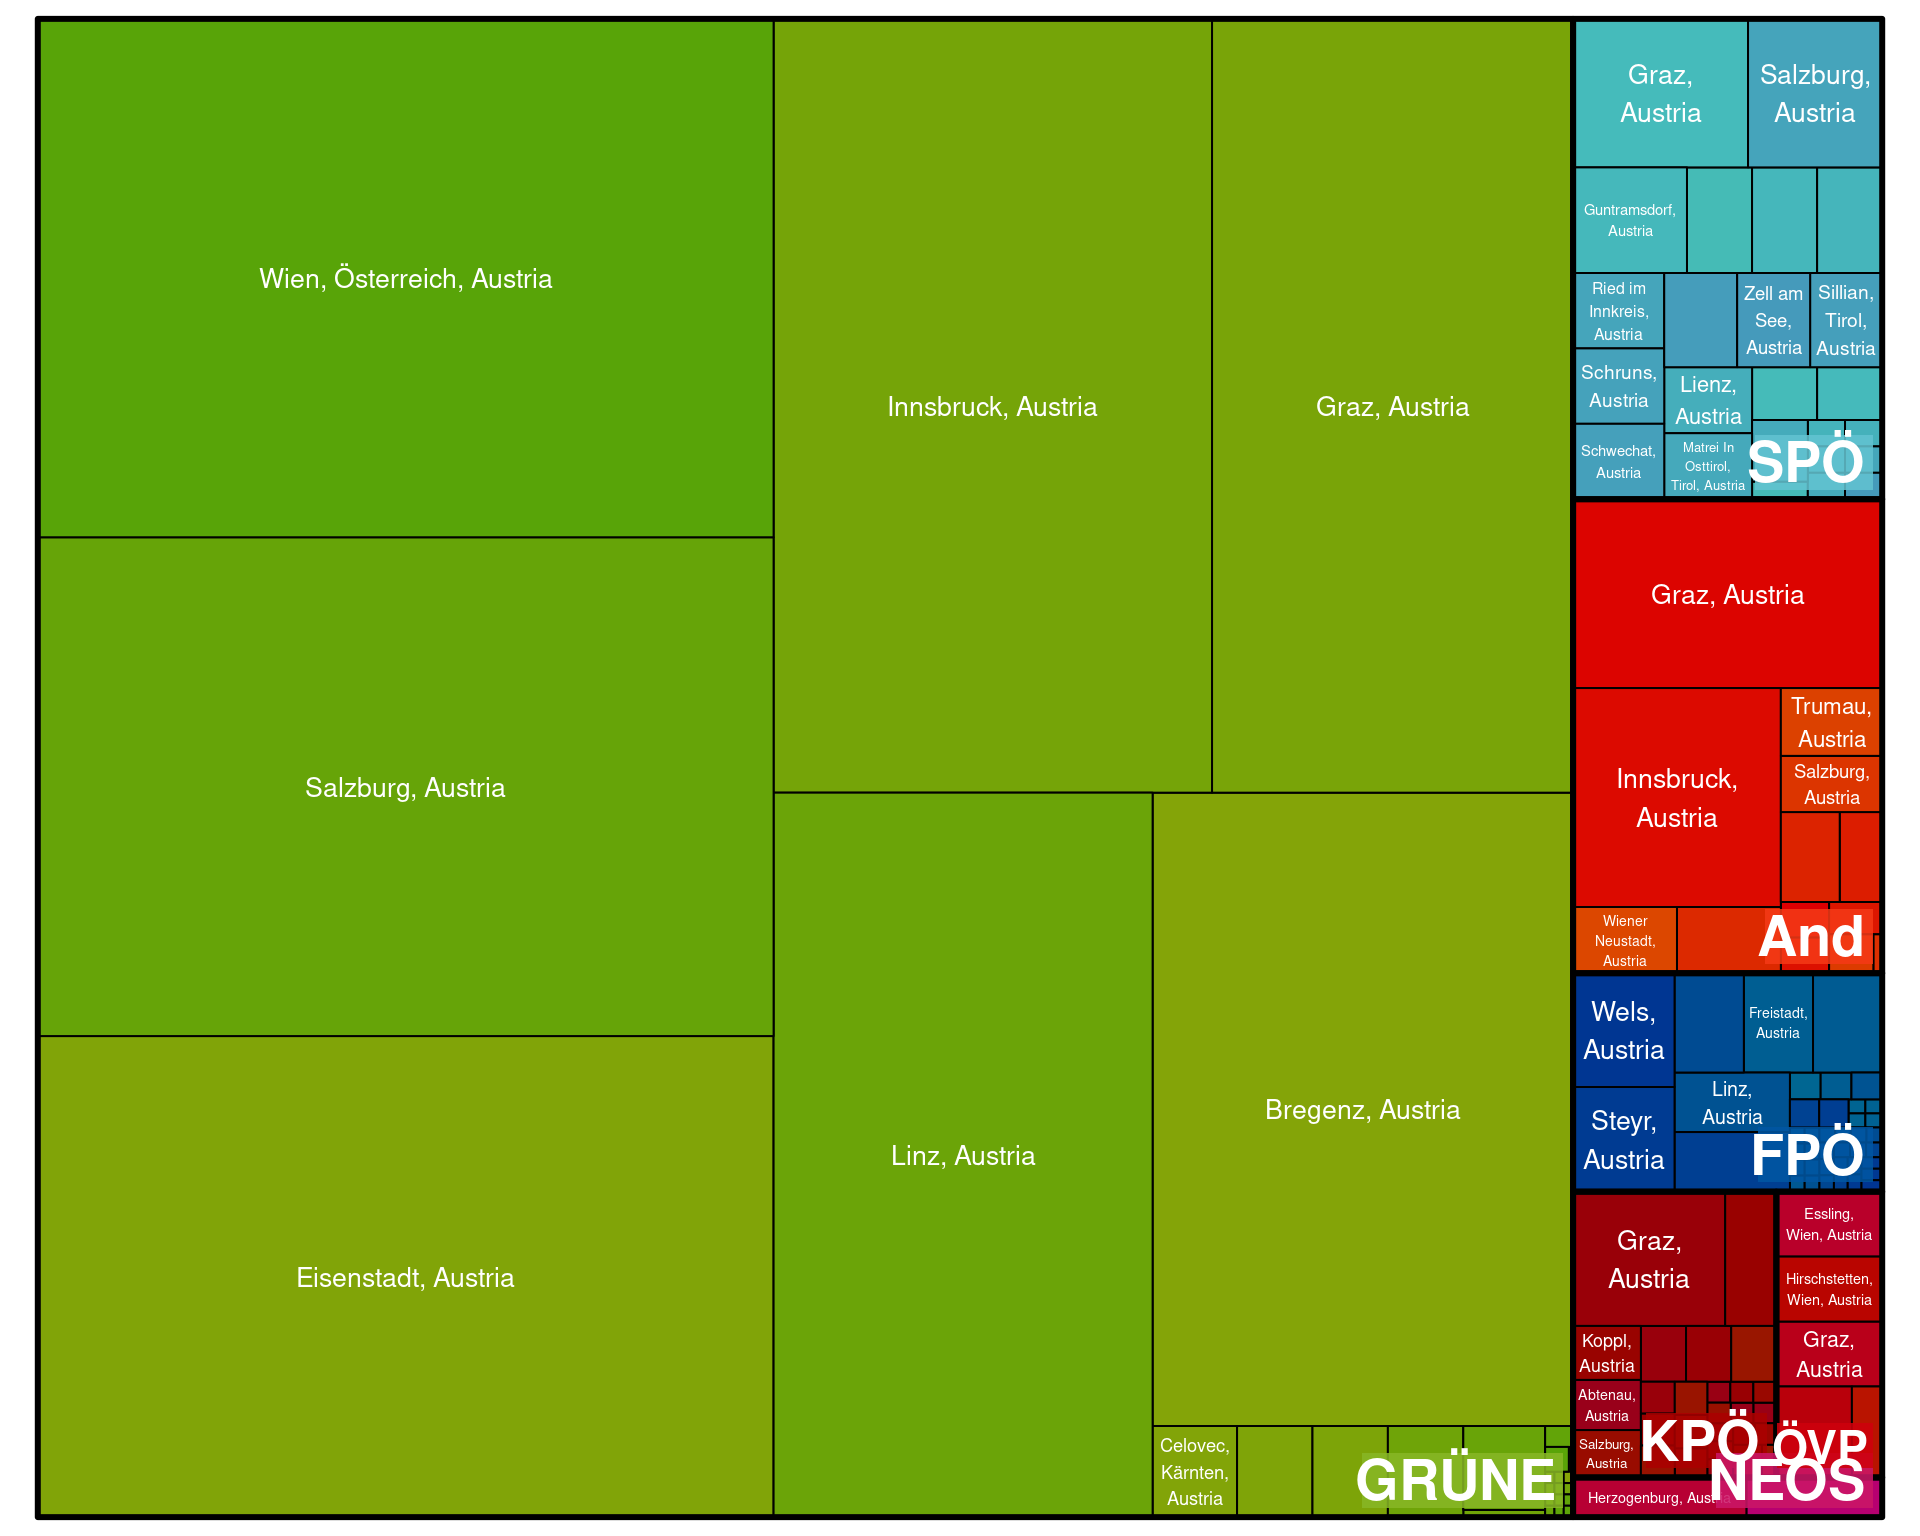 Wien, Österreich, Austria
Salzburg, Austria
Eisenstadt, Austria
Innsbruck, Austria
Graz, Austria
Linz, Austria
Bregenz, Austria
Celovec,
Kärnten,
Austria
GRÜNE
Graz,
Austria
Salzburg,
Austria
Guntramsdorf,
Austria
Ried im
Innkreis,
Austria
Zell am
See,
Austria
Sillian,
Tirol,
Austria
Schruns,
Austria
Lienz,
Austria
Schwechat,
Austria
Matrei In
Osttirol,
Tirol, Austria
SPÖ
Graz, Austria
Innsbruck,
Austria
Trumau,
Austria
Salzburg,
Austria
Wiener
Neustadt,
Austria
And
Wels,
Austria
Freistadt,
Austria
Steyr,
Austria
Linz,
Austria
FPÖ
Graz,
Austria
Koppl,
Austria
Abtenau,
Austria
Salzburg,
Austria
KPÖ
Essling,
Wien, Austria
Hirschstetten,
Wien, Austria
Graz,
Austria
ÖVP
Herzogenburg, Austria
NEOS